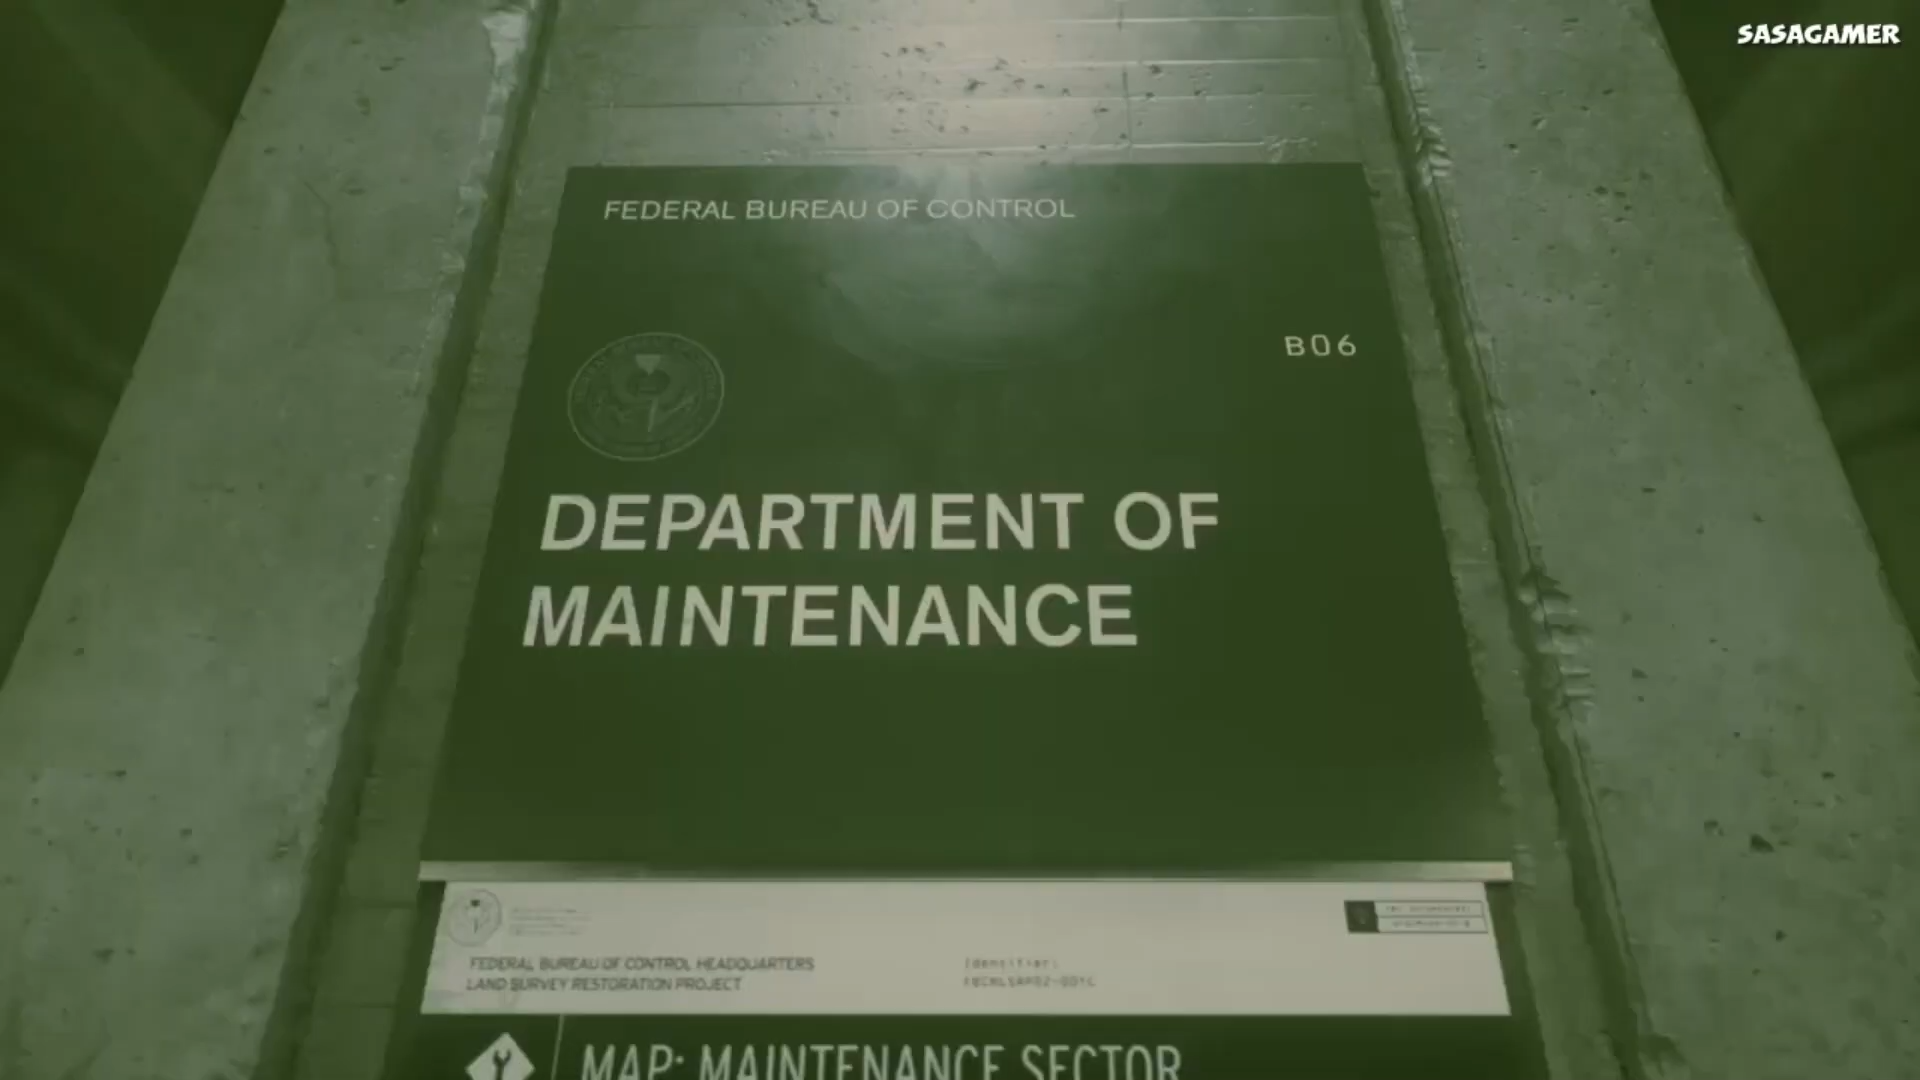 SASAGAMER
FEDERAL BUREAU OF CONTROL
B06
DEPARTMENT OF
MAINTENANCE
FEDERAL BUREAU OF CONTROL HEADQUARTERS
LAND SURVEY RESTORATION PROJECT
Identifier:
MAP: MAINTENANCE SECTOR